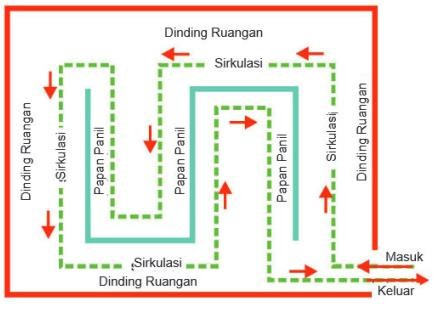 Dinding Ruangan
Sirkulasi
Dinding Ruangan
Sirkulasi
Papan Panil
Papan Panil
Papan Panil
Sirkulasi
Dinding Ruangan
Sirkulasi
Dinding Ruangan
Masuk
Keluar